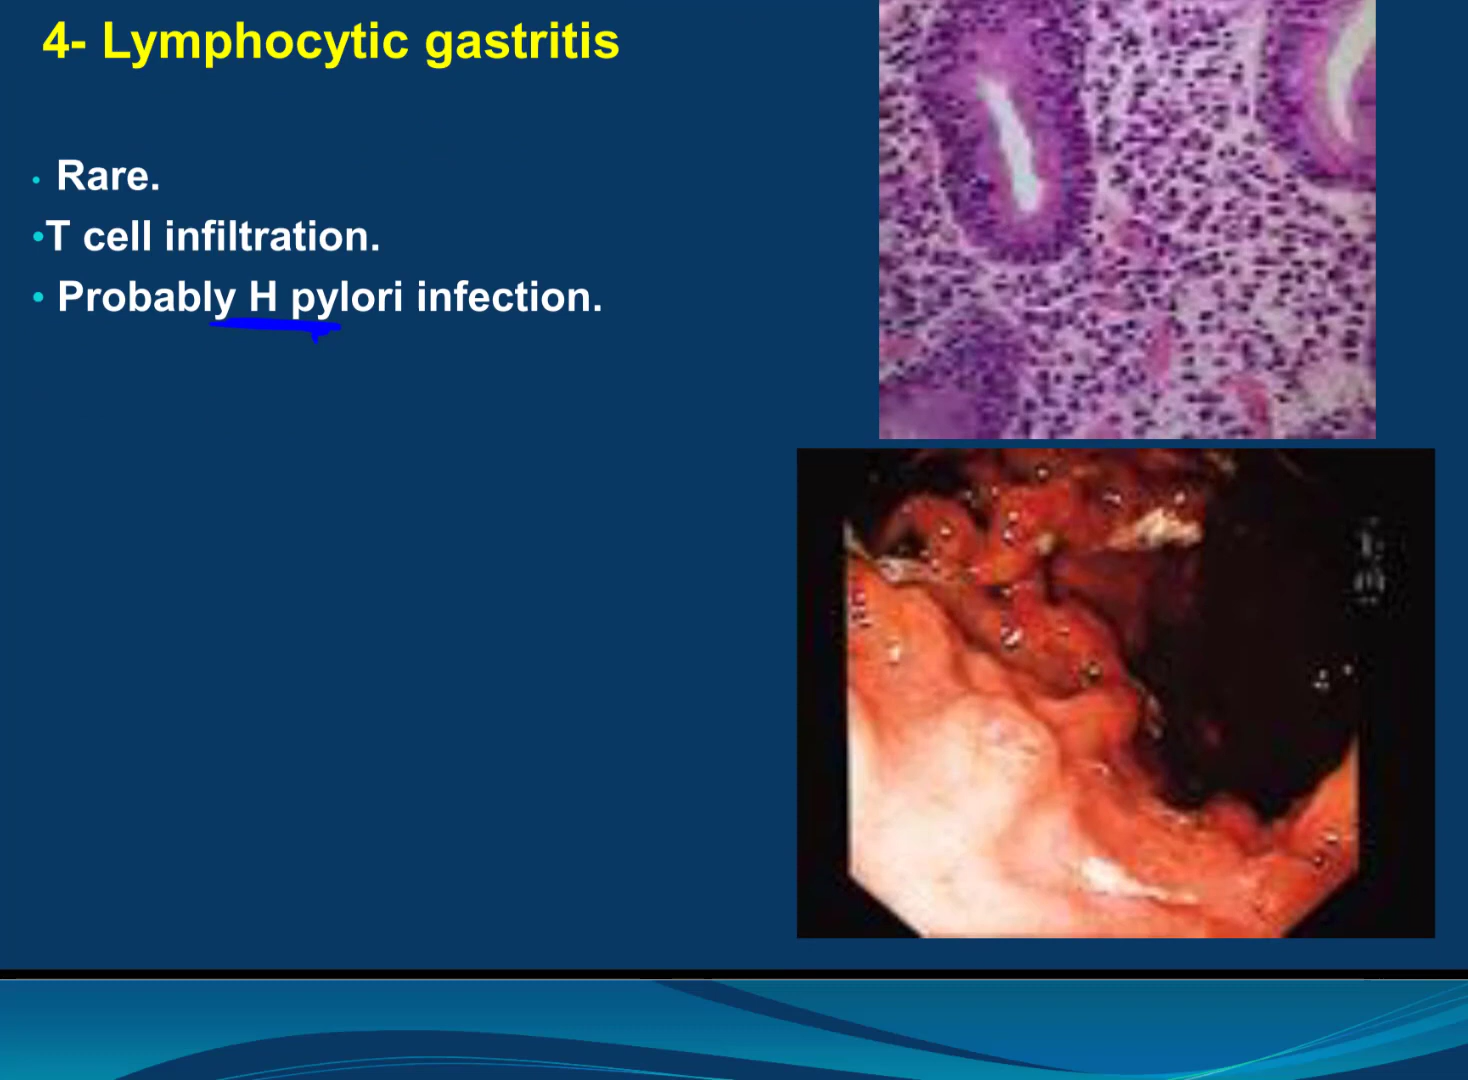 4- Lymphocytic gastritis
• Rare.
•T cell infiltration.
• Probably H pylori infection.